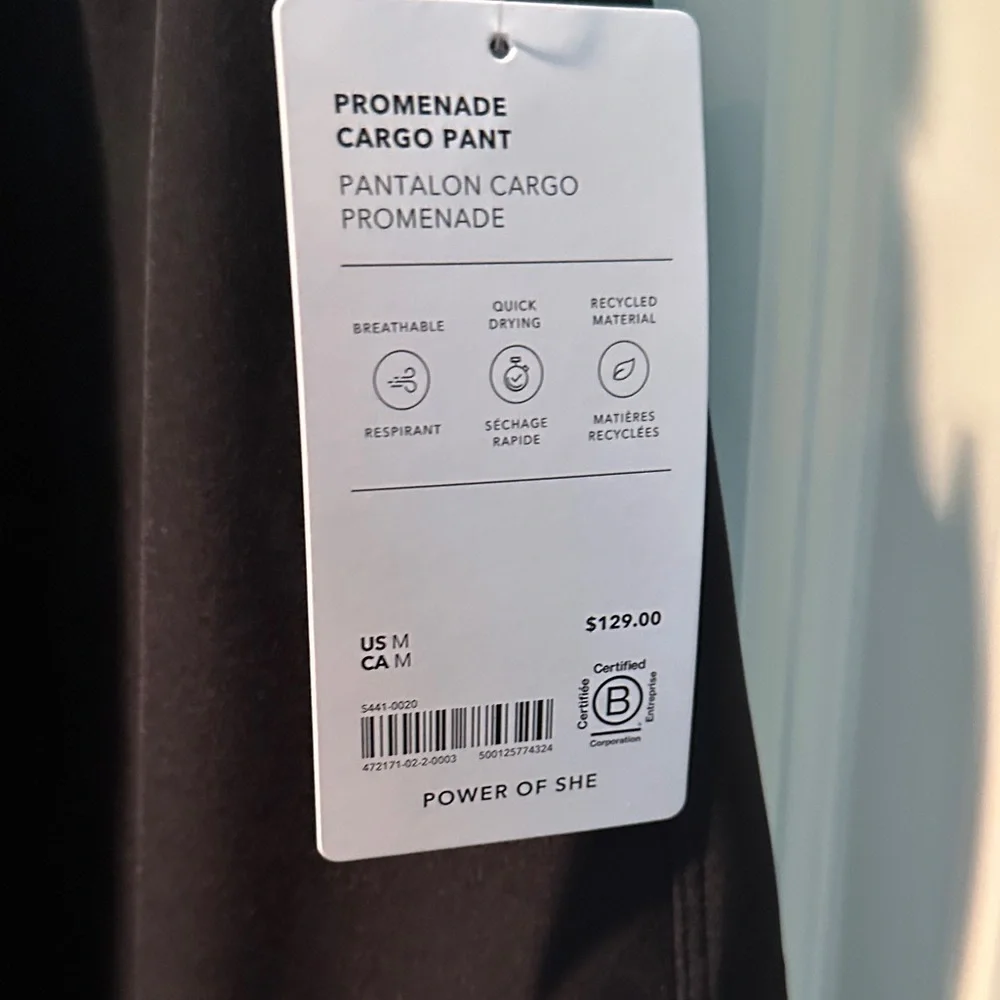 PROMENADE
CARGO PANT
PANTALON CARGO
PROMENADE
BREATHABLE
RESPIRANT
QUICK
DRYING
SÉCHAGE
RAPIDE
RECYCLED
MATERIAL
MATIÈRES
RECYCLÉES
US M
CA M
$129.00
S441-0020
472171-02-2-0003 500125774324
Certified
Certifiée
B
Entreprise
Corporation
POWER OF SHE